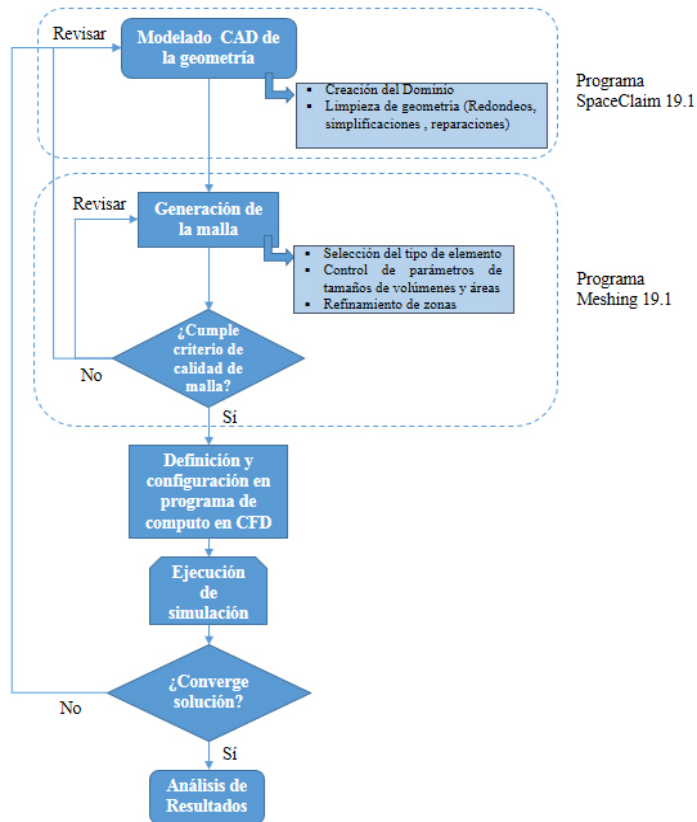 Revisar
Modelado CAD de
la geometría
▪ Creación del Dominio
▪ Limpieza de geometría (Redondeos,
simplificaciones , reparaciones)
Programa
SpaceClaim 19.1
Revisar
Generación de
la malla
▪ Selección del tipo de elemento
▪ Control de parámetros de
tamaños de volúmenes y áreas
▪ Refinamiento de zonas
Programa
Meshing 19.1
¿Cumple
criterio de
calidad de
malla?
No
Sí
Definición y
configuración en
programa de
computo en CFD
Ejecución
de
simulación
¿Converge
solución?
No
Sí
Análisis de
Resultados